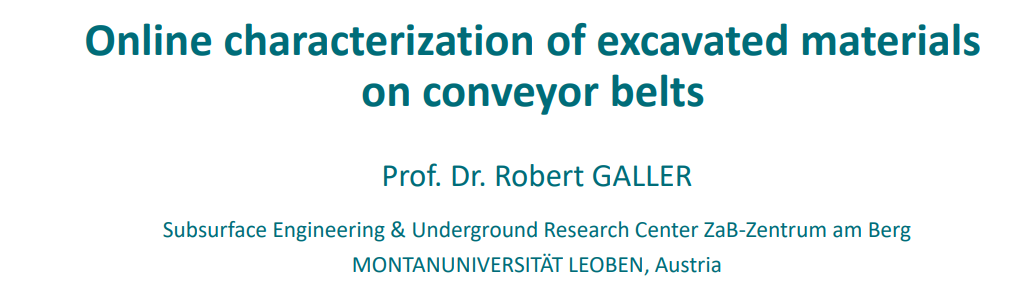 Online characterization of excavated materials
on conveyor belts
Prof. Dr. Robert GALLER
Subsurface Engineering & Underground Research Center ZaB-Zentrum am Berg
MONTANUNIVERSITÄT LEOBEN, Austria